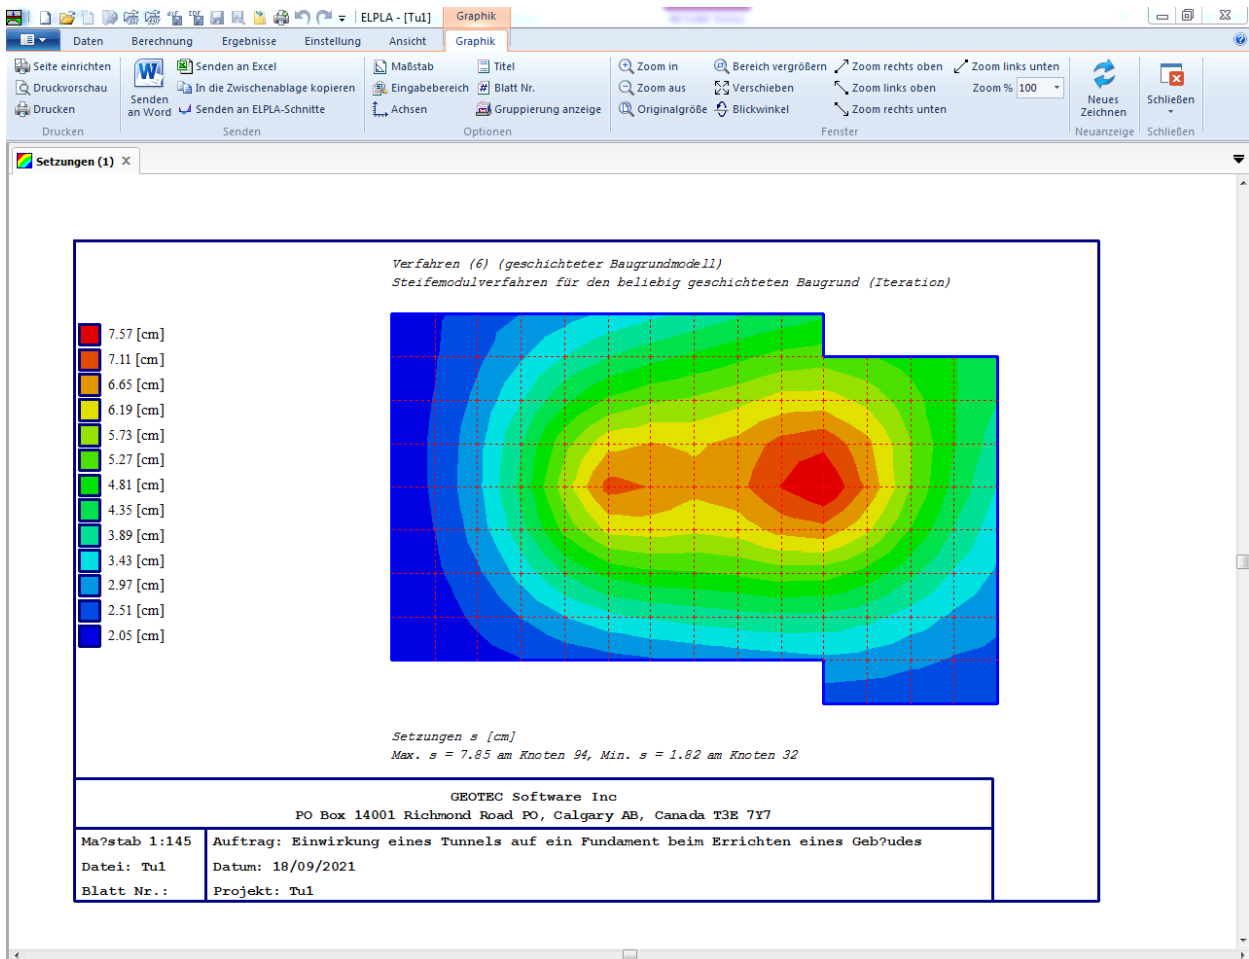 ELPLA - [Tu1]
Graphik
Daten
Berechnung
Ergebnisse
Einstellung
Ansicht
Graphik
Seite einrichten
Druckvorschau
Drucken
Drucken
Senden
an Word
Senden an Excel
In die Zwischenablage kopieren
Senden an ELPLA-Schnitte
Senden
Maßstab
Eingabebereich
Achsen
Titel
Blatt Nr.
Gruppierung anzeige
Optionen
Zoom in
Zoom aus
Originalgröße
Bereich vergrößern
Verschieben
Blickwinkel
Zoom rechts oben
Zoom links oben
Zoom rechts unten
Zoom links unten
Zoom % 100
Fenster
Neues
Zeichnen
Neuanzeige
Schließen
Schließen
Setzungen (1) X
Verfahren (6) (geschichteter Baugrundmodell)
Steifemodulverfahren für den beliebig geschichteten Baugrund (Iteration)
7.57 [cm]
7.11 [cm]
6.65 [cm]
6.19 [cm]
5.73 [cm]
5.27 [cm]
4.81 [cm]
4.35 [cm]
3.89 [cm]
3.43 [cm]
2.97 [cm]
2.51 [cm]
2.05 [cm]
Setzungen s [cm]
Max. s = 7.85 am Knoten 94, Min. s = 1.82 am Knoten 32
GEOTEC Software Inc
PO Box 14001 Richmond Road PO, Calgary AB, Canada T3E 7Y7
Ma?stab 1:145
Auftrag: Einwirkung eines Tunnels auf ein Fundament beim Errichten eines Geb?udes
Datei: Tu1
Datum: 18/09/2021
Blatt Nr.:
Projekt: Tu1